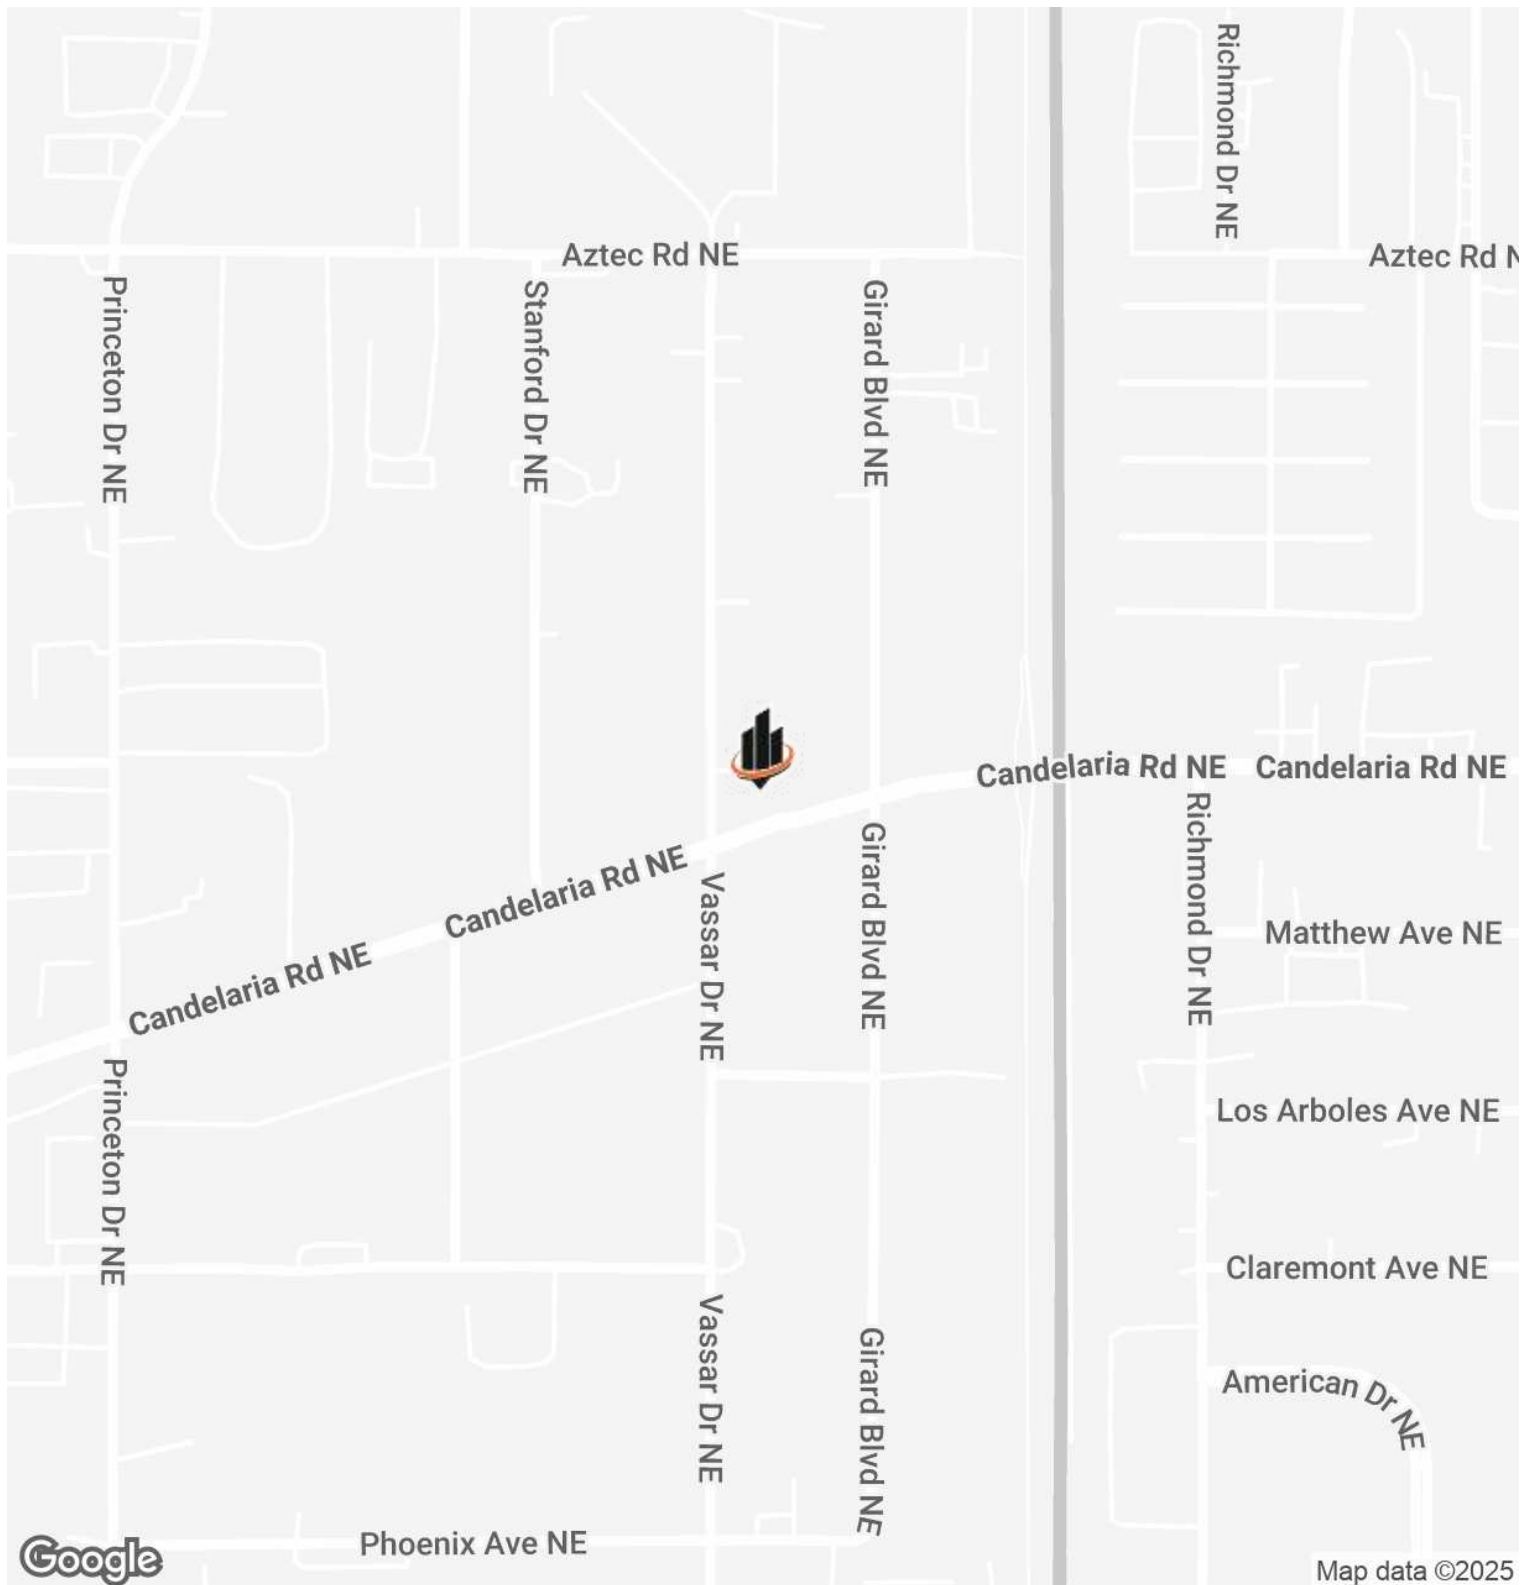 Richmond Dr NE
Aztec Rd NE
Aztec Rd N
Princeton Dr NE
Stanford Dr NE
Girard Blvd NE
Candelaria Rd NE
Candelaria Rd NE
Candelaria Rd NE
Candelaria Rd NE
Richmond Dr NE
Girard Blvd NE
Vassar Dr NE
Matthew Ave NE
Princeton Dr NE
Los Arboles Ave NE
Claremont Ave NE
Vassar Dr NE
Girard Blvd NE
American Dr NE
Phoenix Ave NE
Google
Map data ©2025